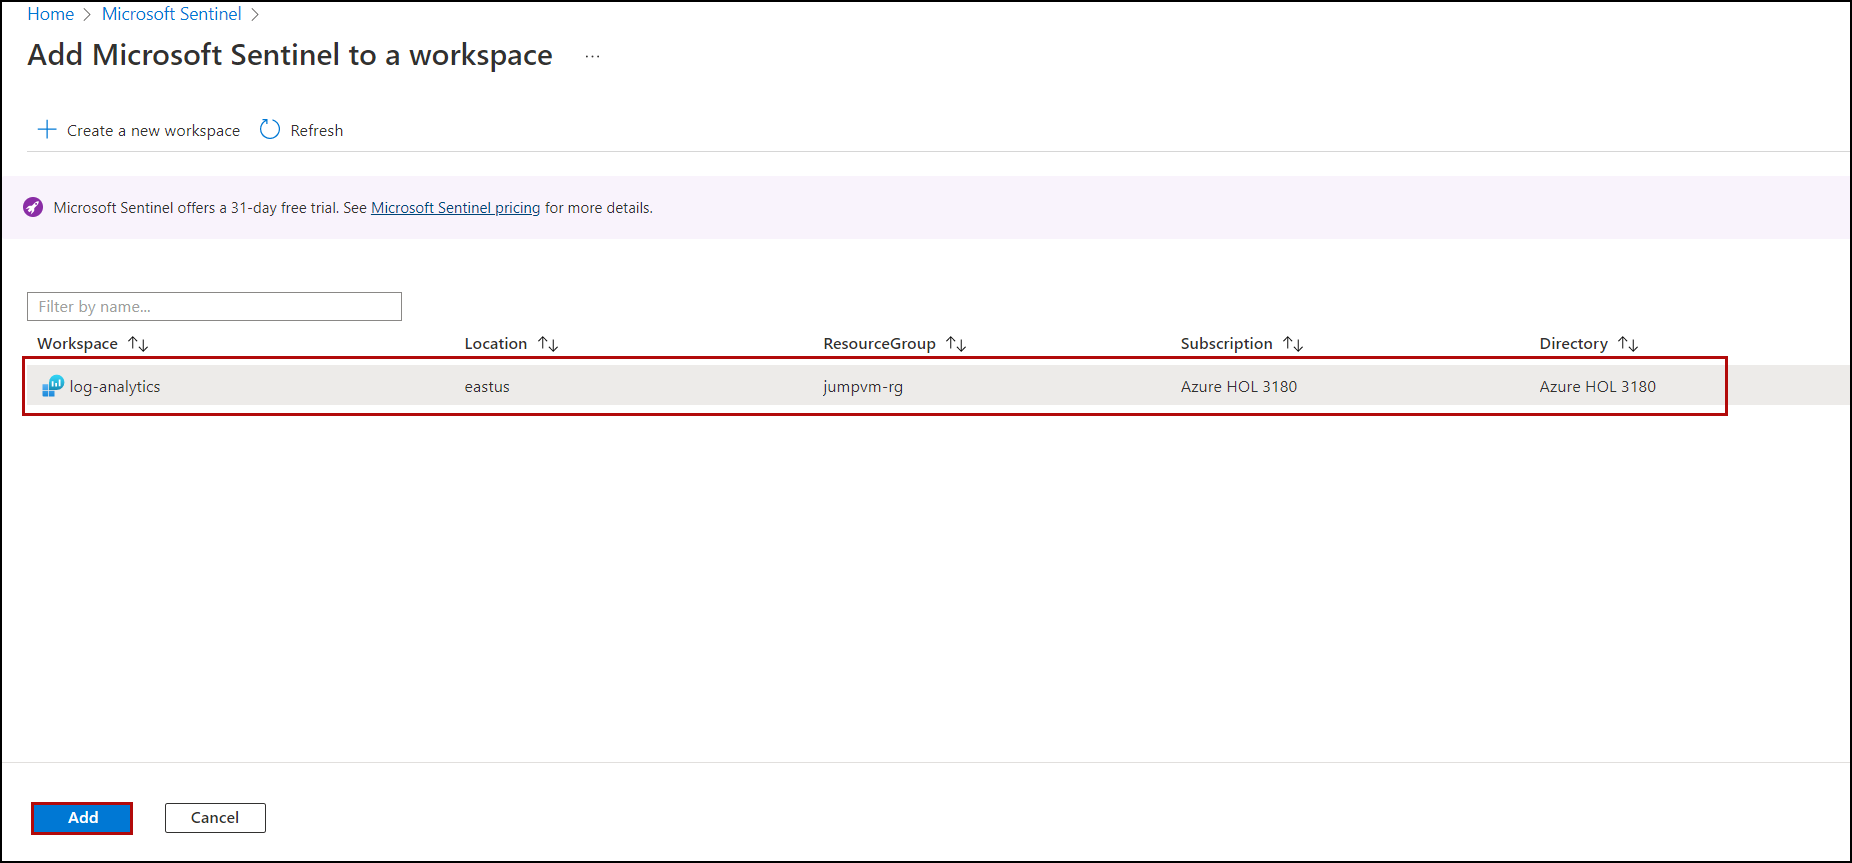 Home > Microsoft Sentinel >
Add Microsoft Sentinel to a workspace ...
Create a new workspace Refresh
Microsoft Sentinel offers a 31-day free trial. See Microsoft Sentinel pricing for more details.
Filter by name...
Workspace ↑↓ Location ↑↓ ResourceGroup ↑↓ Subscription ↑↓ Directory ↑↓
log-analytics eastus jumpvm-rg Azure HOL 3180 Azure HOL 3180
Add Cancel